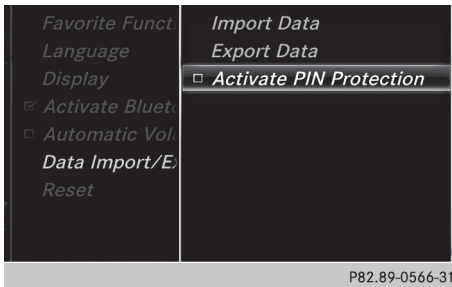 Favorite Funct
Language
Display
Activate Bluet
Automatic Vol
Data Import/E
Reset
Import Data
Export Data
Activate PIN Protection
P82.89-0566-31